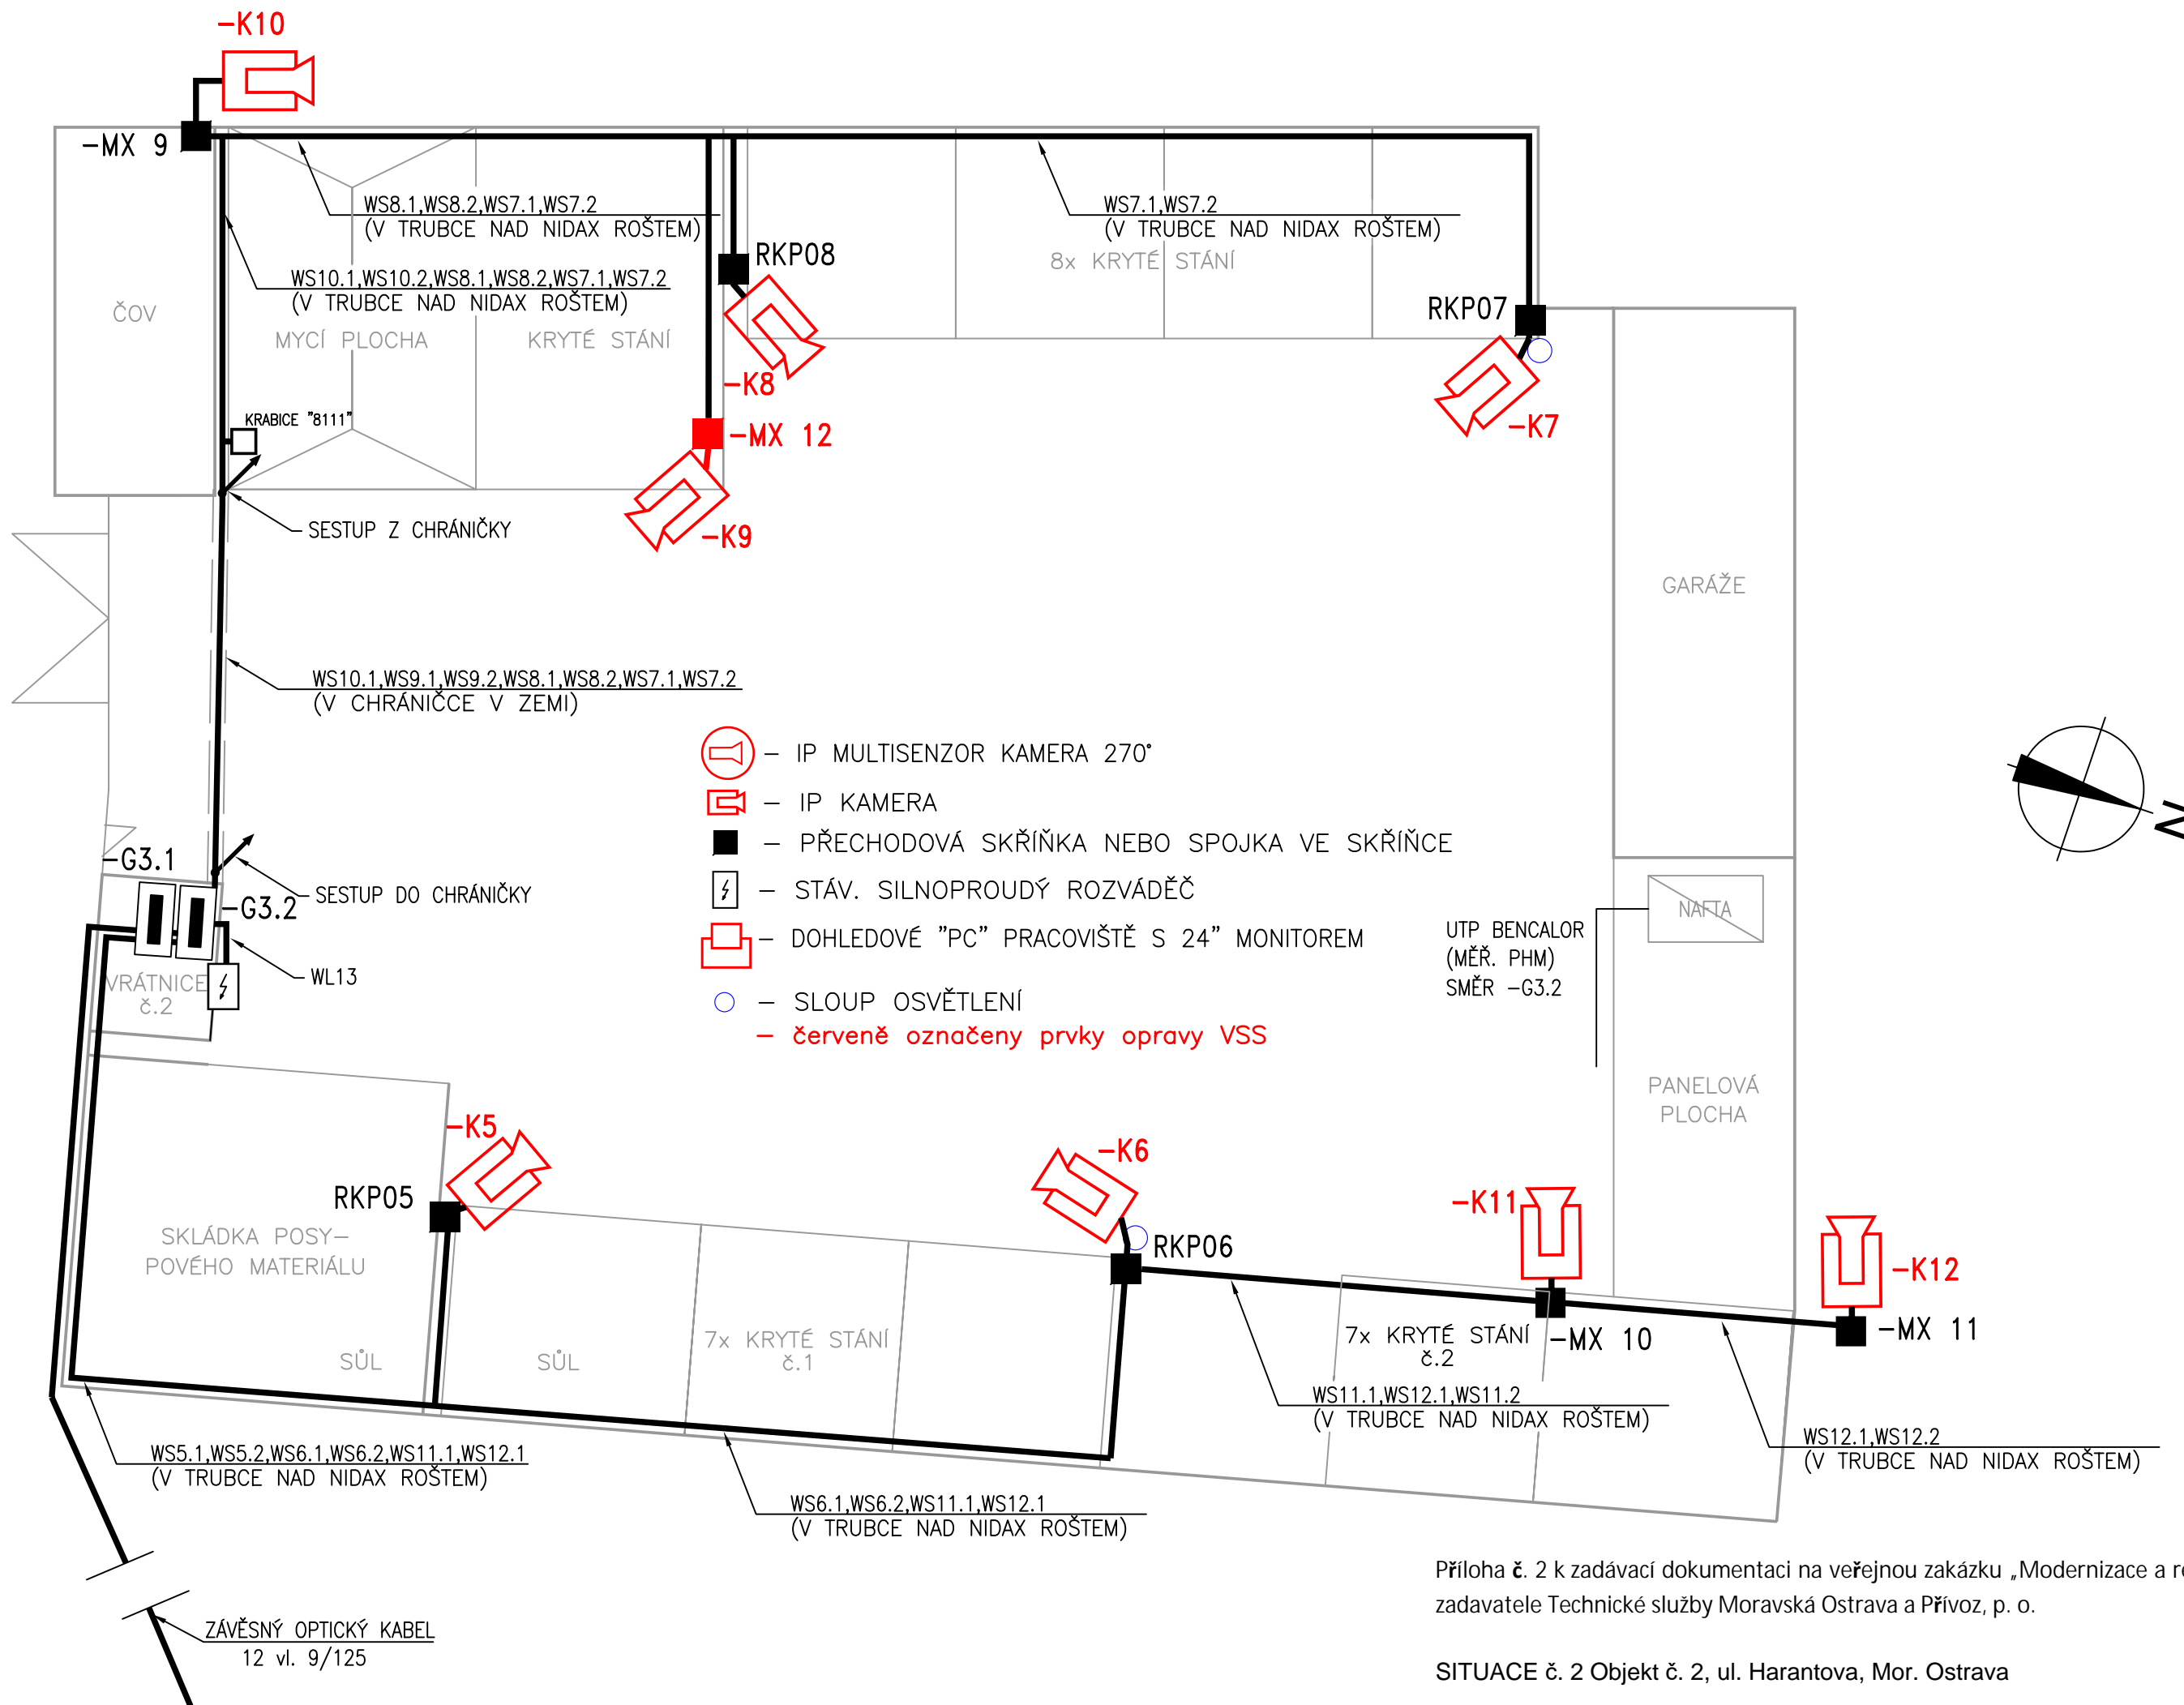 -K10
-MX 9
WS8.1,WS8.2,WS7.1,WS7.2
(V TRUBCE NAD NIDAX ROŠTEM)
WS7.1,WS7.2
(V TRUBCE NAD NIDAX ROŠTEM)
RKP08
8x KRYTÉ STÁNÍ
WS10.1,WS10.2,WS8.1,WS8.2,WS7.1,WS7.2
(V TRUBCE NAD NIDAX ROŠTEM)
ČOV
RKP07
MYCÍ PLOCHA
KRYTÉ STÁNÍ
-K8
KRABICE "8111"
-MX 12
-K7
SESTUP Z CHRÁNIČKY
-K9
GARÁŽE
WS10.1,WS9.1,WS9.2,WS8.1,WS8.2,WS7.1,WS7.2
(V CHRÁNIČCE V ZEMI)
– IP MULTISENZOR KAMERA 270°
– IP KAMERA
– PŘECHODOVÁ SKŘÍŇKA NEBO SPOJKA VE SKŘÍŇCE
– STÁV. SILNOPROUDÝ ROZVÁDĚČ
– DOHLEDOVÉ "PC" PRACOVIŠTĚ S 24" MONITOREM
– SLOUP OSVĚTLENÍ
– červeně označeny prvky opravy VSS
N
-G3.1
SESTUP DO CHRÁNIČKY
-G3.2
NAFTA
UTP BENCALOR
(MĚŘ. PHM)
SMĚR -G3.2
WL13
VRÁTNICE
č.2
PANELOVÁ
PLOCHA
-K5
-K6
RKP05
-K11
SKLÁDKA POSY-
POVÉHO MATERIÁLU
RKP06
-K12
7x KRYTÉ STÁNÍ
č.1
7x KRYTÉ STÁNÍ
č.2
-MX 10
-MX 11
SŮL
SŮL
WS11.1,WS12.1,WS11.2
(V TRUBCE NAD NIDAX ROŠTEM)
WS12.1,WS12.2
(V TRUBCE NAD NIDAX ROŠTEM)
WS5.1,WS5.2,WS6.1,WS6.2,WS11.1,WS12.1
(V TRUBCE NAD NIDAX ROŠTEM)
WS6.1,WS6.2,WS11.1,WS12.1
(V TRUBCE NAD NIDAX ROŠTEM)
ZÁVĚSNÝ OPTICKÝ KABEL
12 vl. 9/125
Příloha č. 2 k zadávací dokumentaci na veřejnou zakázku „Modernizace a
zadavatele Technické služby Moravská Ostrava a Přívoz, p. o.
SITUACE č. 2 Objekt č. 2, ul. Harantova, Mor. Ostrava